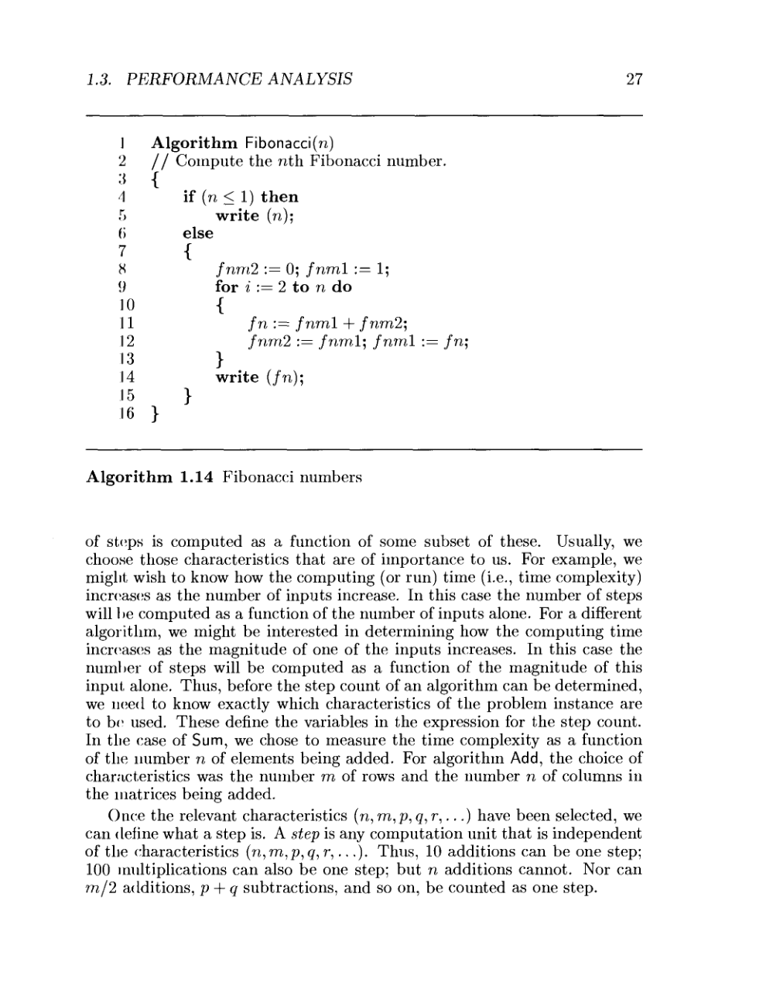 1.3. PERFORMANCE ANALYSIS 27
1 Algorithm Fibonacci(n)
2 // Compute the nth Fibonacci number.
3 {
4 if (n ≤ 1) then
5 write (n);
6 else
7 {
8 fnm2 := 0; fnm1 := 1;
9 for i := 2 to n do
10 {
11 fn := fnm1 + fnm2;
12 fnm2 := fnm1; fnm1 := fn;
13 }
14 write (fn);
15 }
16 }
Algorithm 1.14 Fibonacci numbers
of steps is computed as a function of some subset of these. Usually, we
choose those characteristics that are of importance to us. For example, we
might wish to know how the computing (or run) time (i.e., time complexity)
increases as the number of inputs increase. In this case the number of steps
will be computed as a function of the number of inputs alone. For a different
algorithm, we might be interested in determining how the computing time
increases as the magnitude of one of the inputs increases. In this case the
number of steps will be computed as a function of the magnitude of this
input alone. Thus, before the step count of an algorithm can be determined,
we need to know exactly which characteristics of the problem instance are
to be used. These define the variables in the expression for the step count.
In the case of Sum, we chose to measure the time complexity as a function
of the number n of elements being added. For algorithm Add, the choice of
characteristics was the number m of rows and the number n of columns in
the matrices being added.
Once the relevant characteristics (n, m, p, q, r, . . .) have been selected, we
can define what a step is. A step is any computation unit that is independent
of the characteristics (n, m, p, q, r, . . .). Thus, 10 additions can be one step;
100 multiplications can also be one step; but n additions cannot. Nor can
m/2 additions, p + q subtractions, and so on, be counted as one step.